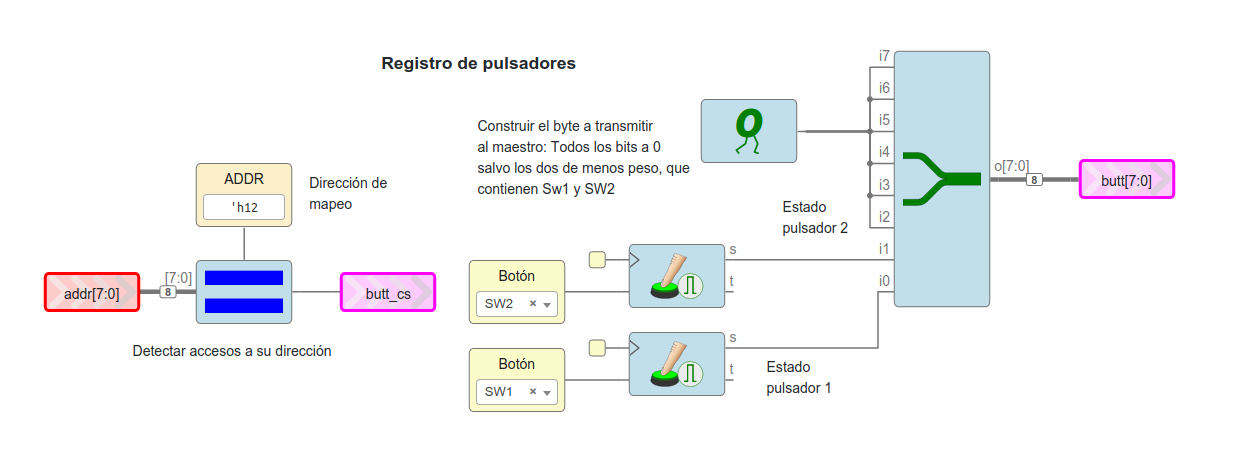 Registro de pulsadores
Construir el byte a transmitir
al maestro: Todos los bits a 0
salvo los dos de menos peso, que
contienen Sw1 y SW2
0
i7
i6
i5
i4
i3
i2
i1
i0
o[7:0]
8
butt[7:0]
ADDR
'h12
Dirección de
mapeo
Estado
pulsador 2
[7:0]
addr[7:0]
8
butt_cs
Detectar accesos a su dirección
Botón
SW2 ×
s
t
Botón
SW1 ×
s
t
Estado
pulsador 1